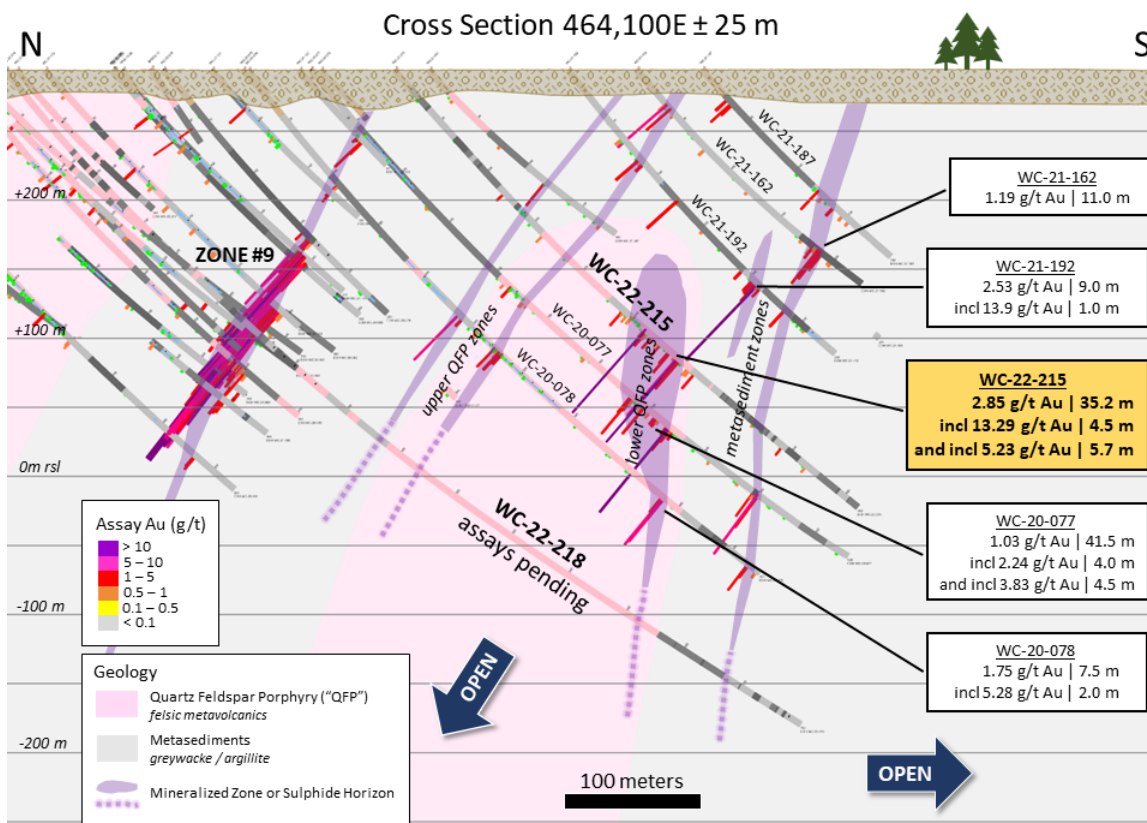 Cross Section 464,100E ± 25 m
N
S
+200 m
+100 m
0m rsl
-100 m
-200 m
ZONE #9
upper QFP zones
lower QFP zones
metasediment zones
WC-21-187
WC-21-162
WC-21-192
WC-22-215
WC-20-077
WC-20-078
WC-22-218
assays pending
WC-21-162
1.19 g/t Au | 11.0 m
WC-21-192
2.53 g/t Au | 9.0 m
incl 13.9 g/t Au | 1.0 m
WC-22-215
2.85 g/t Au | 35.2 m
incl 13.29 g/t Au | 4.5 m
and incl 5.23 g/t Au | 5.7 m
WC-20-077
1.03 g/t Au | 41.5 m
incl 2.24 g/t Au | 4.0 m
and incl 3.83 g/t Au | 4.5 m
WC-20-078
1.75 g/t Au | 7.5 m
incl 5.28 g/t Au | 2.0 m
Assay Au (g/t)
> 10
5 – 10
1 – 5
0.5 – 1
0.1 – 0.5
< 0.1
Geology
Quartz Feldspar Porphyry (“QFP”)
felsic metavolcanics
Metasediments
greywacke / argillite
Mineralized Zone or Sulphide Horizon
OPEN
100 meters
OPEN